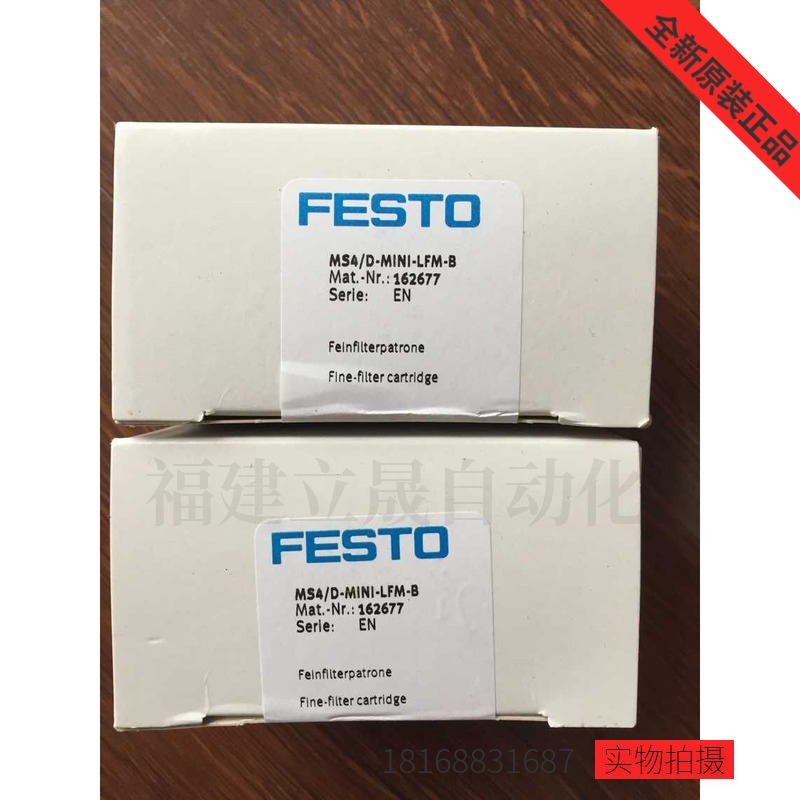 全新原装正品
FESTO
MS4/D-MINI-LFM-B
Mat.-Nr.: 162677
Serie: EN
Feinfilterpatrone
Fine-filter cartridge
福建立晟自动化
FESTO
MS4/D-MINI-LFM-B
Mat.-Nr.: 162677
Serie: EN
Feinfilterpatrone
Fine-filter cartridge
18168831687
实物拍摄